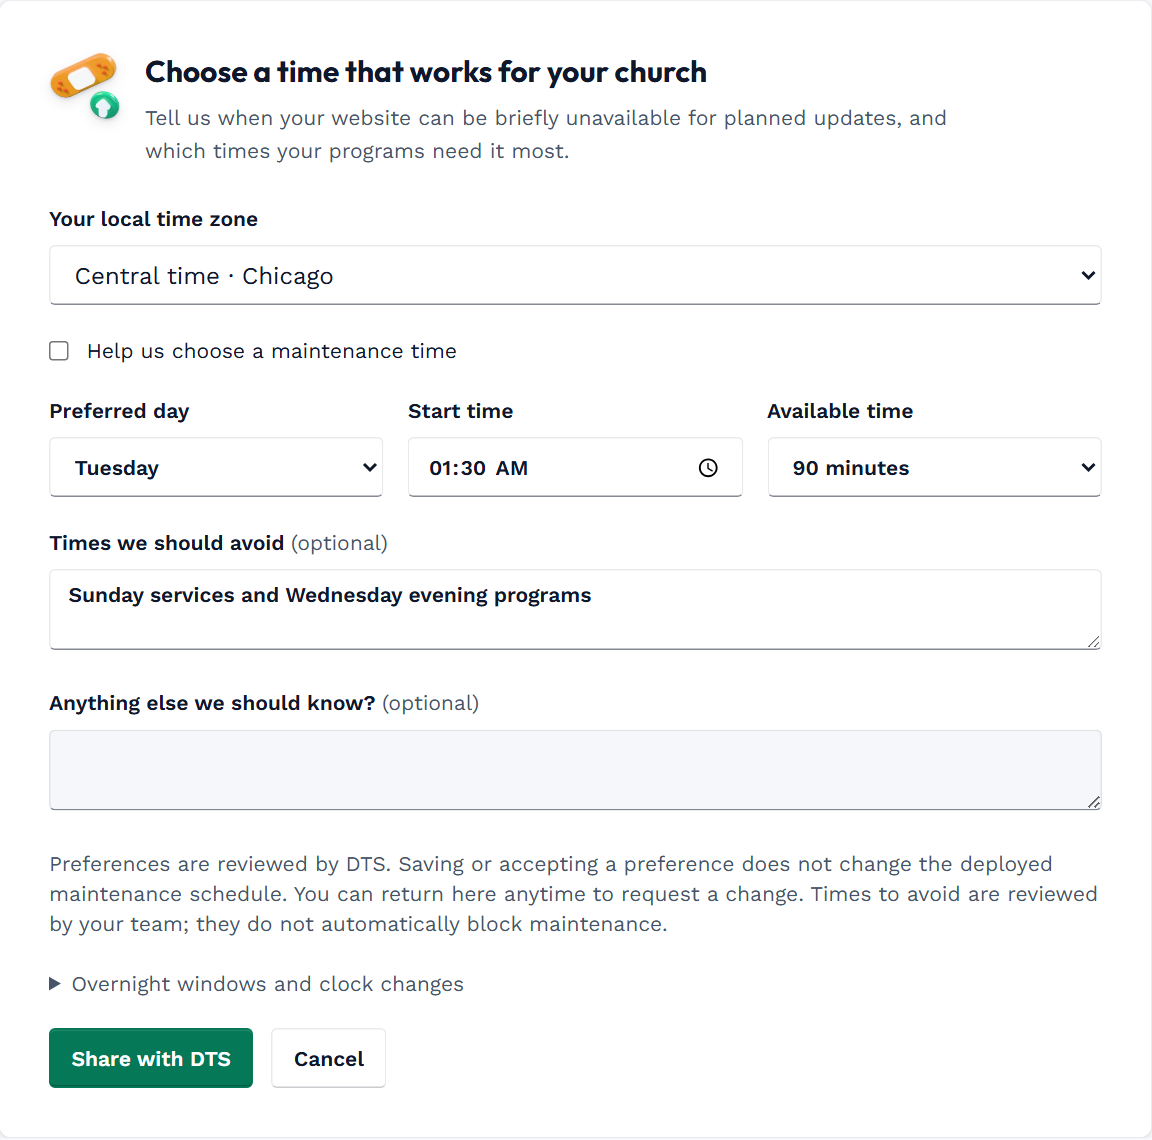 Choose a time that works for your church
Tell us when your website can be briefly unavailable for planned updates, and
which times your programs need it most.
Your local time zone
Central time · Chicago
Help us choose a maintenance time
Preferred day
Start time
Available time
Tuesday
01:30 AM
90 minutes
Times we should avoid (optional)
Sunday services and Wednesday evening programs
Anything else we should know? (optional)
Preferences are reviewed by DTS. Saving or accepting a preference does not change the deployed
maintenance schedule. You can return here anytime to request a change. Times to avoid are reviewed
by your team; they do not automatically block maintenance.
Overnight windows and clock changes
Share with DTS
Cancel